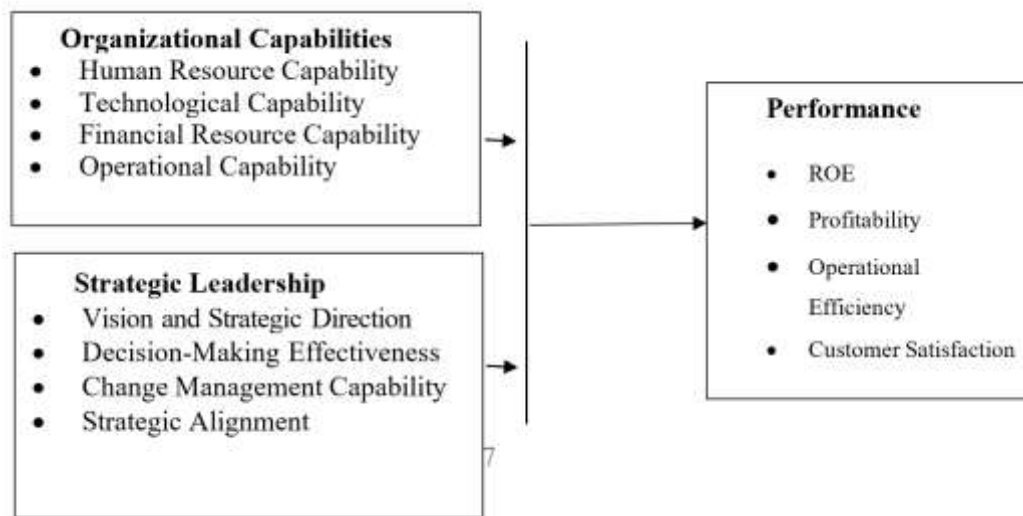 Organizational Capabilities
• Human Resource Capability
• Technological Capability
• Financial Resource Capability
• Operational Capability
Strategic Leadership
• Vision and Strategic Direction
• Decision-Making Effectiveness
• Change Management Capability
• Strategic Alignment
7
Performance
• ROE
• Profitability
• Operational
Efficiency
• Customer Satisfaction